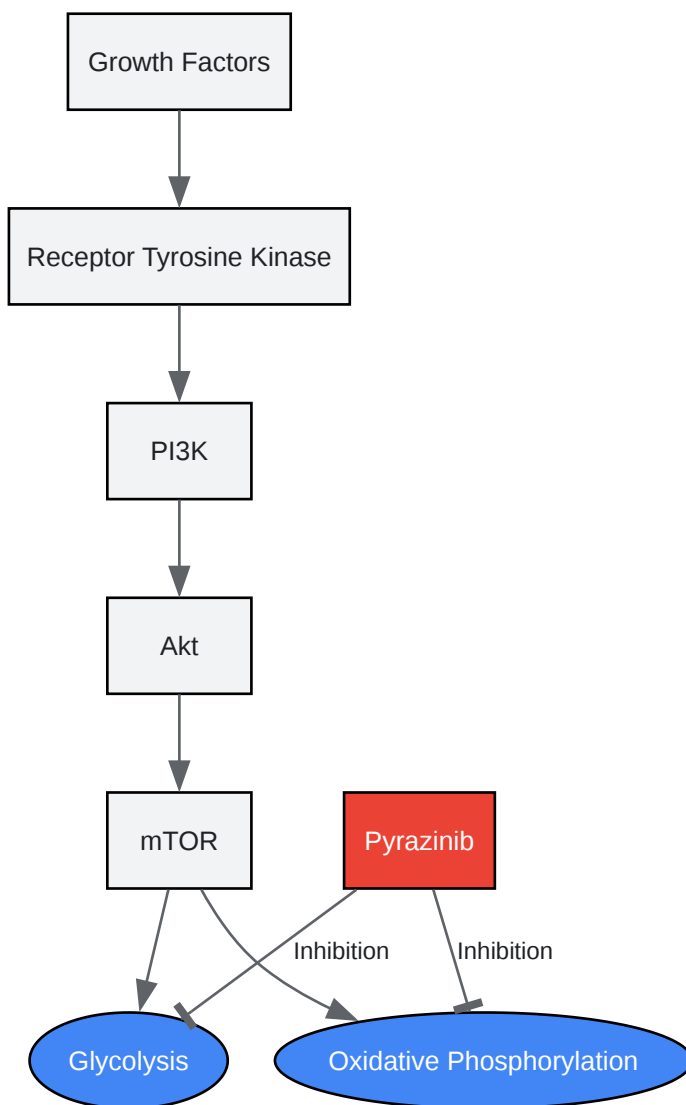 Growth Factors
Receptor Tyrosine Kinase
PI3K
Akt
mTOR
Pyrazinib
Inhibition
Inhibition
Glycolysis
Oxidative Phosphorylation